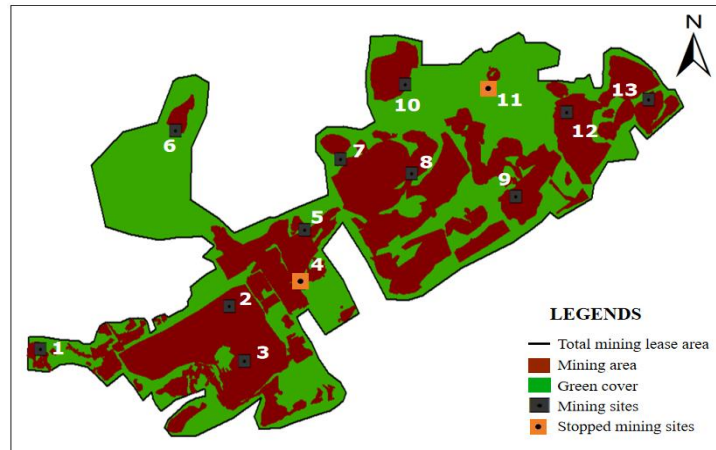 N
10
11
13
12
6
7
8
9
5
4
2
1
3
LEGENDS
Total mining lease area
Mining area
Green cover
Mining sites
Stopped mining sites